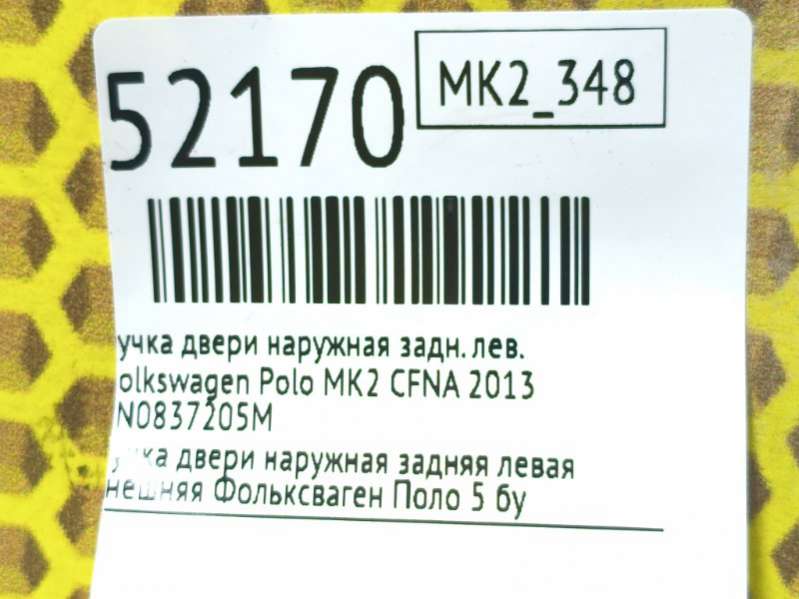 52170
MK2_348
учка двери наружная задн. лев.
olkswagen Polo MK2 CFNA 2013
N0837205M
двери наружная задняя левая
нешняя Фольксваген Поло 5 бу